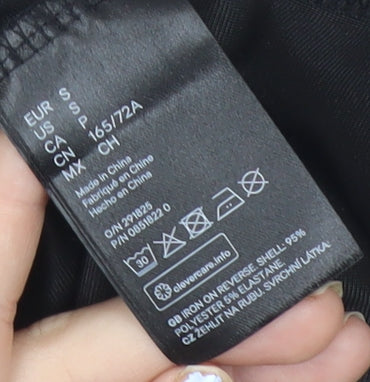 EUR S
US S
CA P
CN 165/72A
MX CH
Made in China
Fabriqué en Chine
Hecho en China
O/N 291825
P/N 0851822 0
30
clevercare.info
GB IRON ON REVERSE. SHELL: 95%
POLYESTER 5% ELASTANE.
CZ ŽEHLIT NA RUBU. SVRCHNÍ LÁTKA: